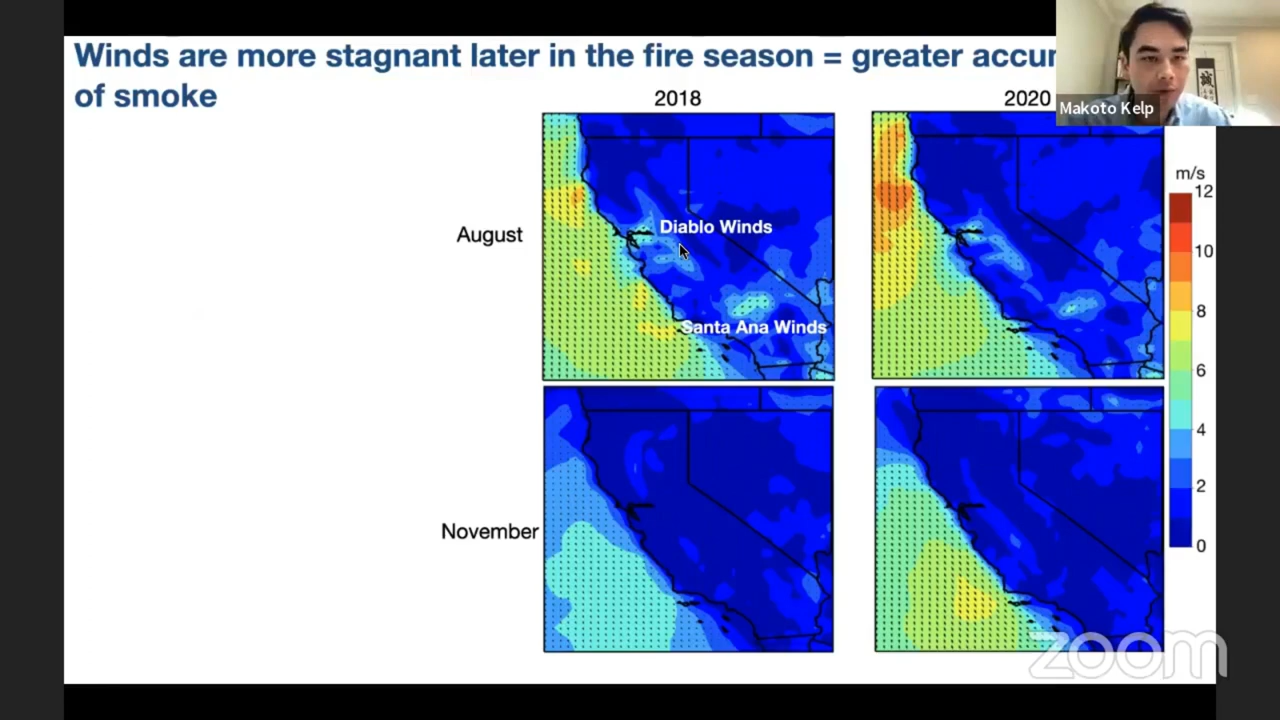 Winds are more stagnant later in the fire season = greater accu
of smoke
Makoto Kelp
2018
2020
m/s
12
10
8
6
4
2
0
August
Diablo Winds
Santa Ana Winds
November
zoom
誠